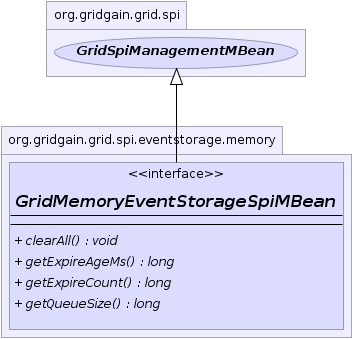 org.gridgain.grid.spi
GridSpiManagementMBean
org.gridgain.grid.spi.eventstorage.memory
<<interface>>
GridMemoryEventStorageSpiMBean
+ clearAll() : void
+ getExpireAgeMs() : long
+ getExpireCount() : long
+ getQueueSize() : long